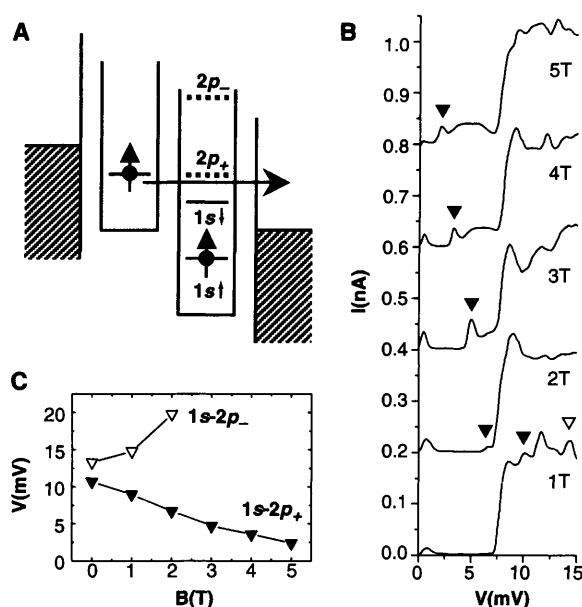 A
2p₋
2p₊
1s↓
1s↑
B
1.0
0.9
0.8
0.7
0.6
0.5
0.4
0.3
0.2
0.1
0.0
I(nA)
5T
4T
3T
2T
1T
0 5 10 15
V(mV)
C
20
15
10
5
0
V(mV)
1s-2p₋
1s-2p₊
0 1 2 3 4 5
B(T)